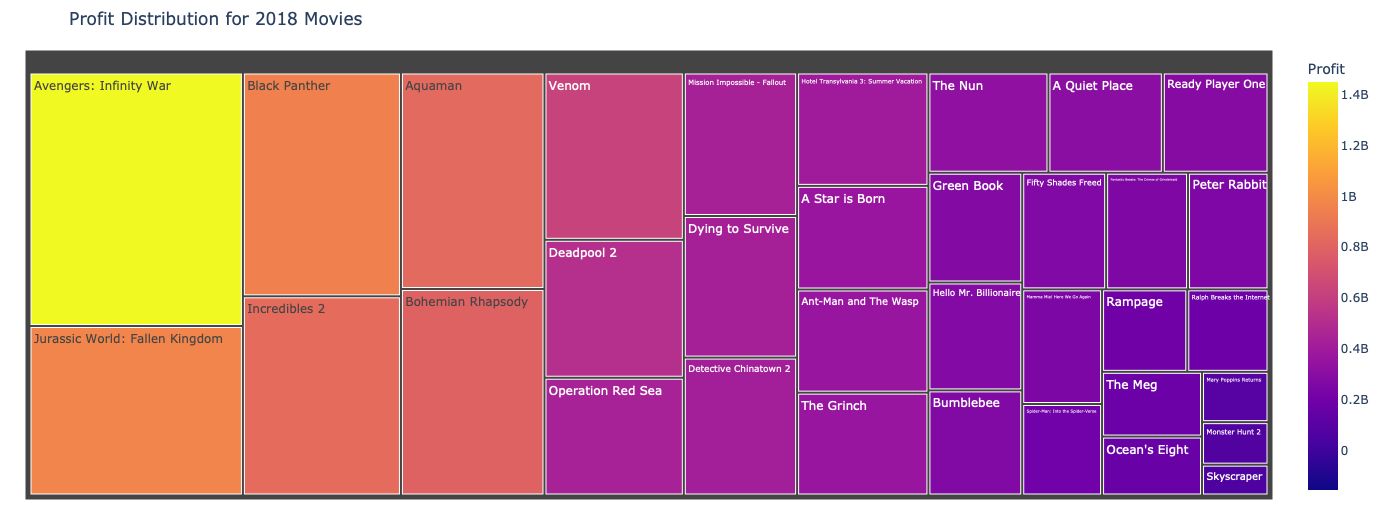 Profit Distribution for 2018 Movies
Avengers: Infinity War
Jurassic World: Fallen Kingdom
Black Panther
Incredibles 2
Aquaman
Bohemian Rhapsody
Venom
Deadpool 2
Operation Red Sea
Mission Impossible - Fallout
Dying to Survive
Detective Chinatown 2
Hotel Transylvania 3: Summer Vacation
A Star is Born
Ant-Man and The Wasp
The Grinch
The Nun
A Quiet Place
Ready Player One
Green Book
Hello Mr. Billionaire
Bumblebee
Fifty Shades Freed
Fantastic Beasts: The Crimes of Grindelwald
Peter Rabbit
Mamma Mia! Here We Go Again
Spider-Man: Into the Spider-Verse
Rampage
Ralph Breaks the Internet
The Meg
Ocean's Eight
Mary Poppins Returns
Monster Hunt 2
Skyscraper
Profit
1.4B
1.2B
1B
0.8B
0.6B
0.4B
0.2B
0